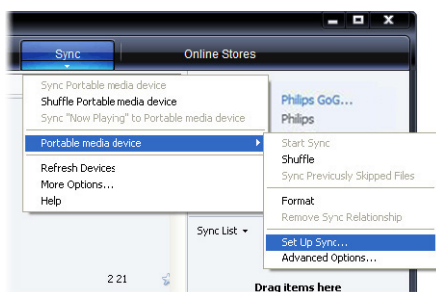 Sync
Online Stores
Sync Portable media device
Shuffle Portable media device
Sync "Now Playing" to Portable media device
Portable media device
Refresh Devices
More Options...
Help
Philips GoG...
Philips
Start Sync
Shuffle
Sync Previously Skipped Files
Format
Remove Sync Relationship
Set Up Sync...
Advanced Options...
Sync List
2 21
Drag items here